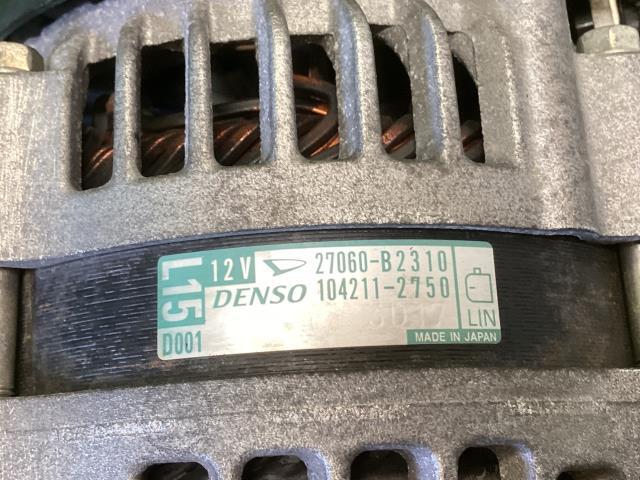 L15
12V 27060-B2310
DENSO 104211-2750
D001
LIN
MADE IN JAPAN